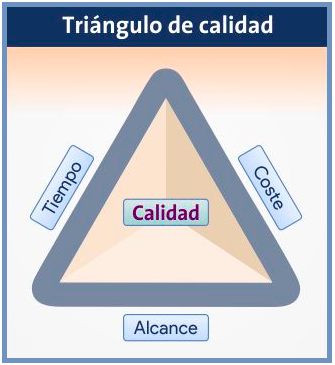 Triángulo de calidad
Tiempo
Coste
Calidad
Alcance